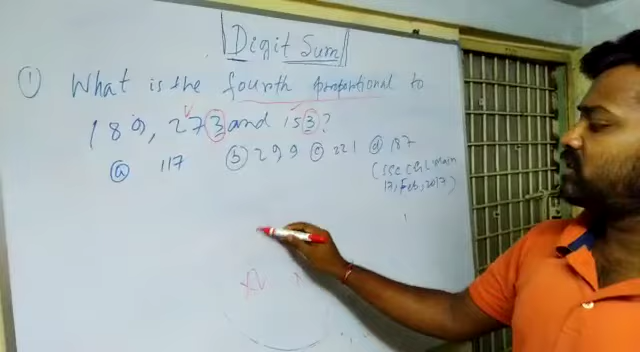 Digit Sum
① What is the fourth proportional to
189, 273 and 153?
ⓐ 117 ⓑ 299 ⓒ 221 ⓓ 187
(SSC CGL Main
17, Feb, 2017)